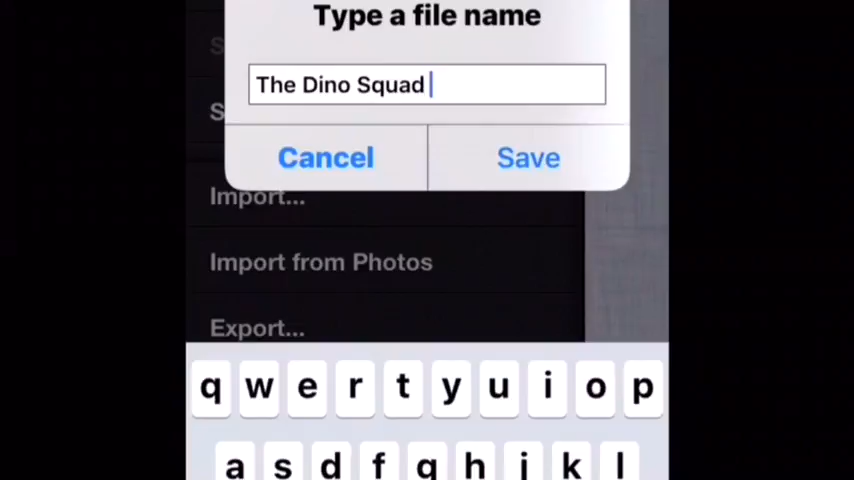 Type a file name
The Dino Squad
Cancel Save
S
S
Import...
Import from Photos
Export...
q w e r t y u i o p
a s d f g h j k l